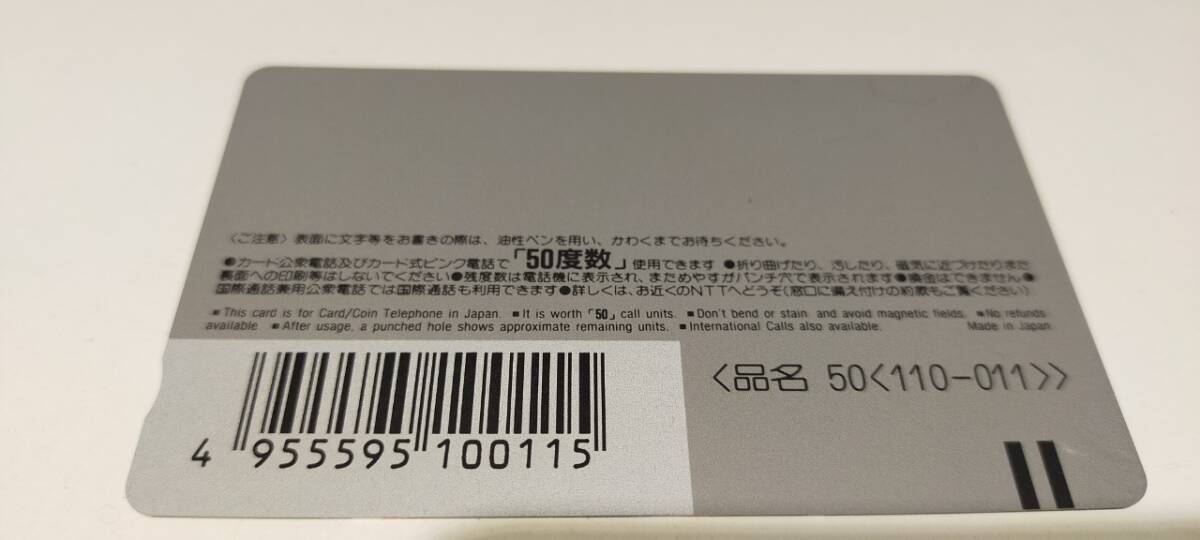 〈ご注意〉表面に文字等をお書きの際は、油性ペンを用い、かわくまでお待ちください。
●カード公衆電話及びカード式ピンク電話で「50度数」使用できます ●折り曲げたり、汚したり、磁気に近づけたりまた
裏面への印刷等はしないでください●残度数は電話機に表示され、まためやすがパンチ穴で表示されます●換金はできません●
国際通話兼用公衆電話では国際通話も利用できます●詳しくは、お近くのNTTへどうぞ(窓口に備え付けの約款もご覧ください)
■This card is for Card/Coin Telephone in Japan. ■It is worth「50」call units. ■Don't bend or stain and avoid magnetic fields. ■No refunds
available. ■After usage, a punched hole shows approximate remaining units. ■International Calls also available. Made in Japan
〈品名 50〈110-011〉〉
4 955595 100115